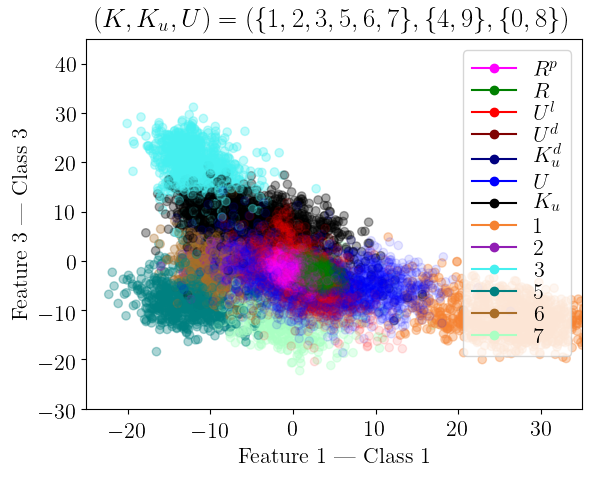 (K, K_u, U) = ({1, 2, 3, 5, 6, 7}, {4, 9}, {0, 8})
40
30
20
10
0
−10
−20
−30
Feature 3 — Class 3
R^p
R
U^l
U^d
K_u^d
U
K_u
1
2
3
5
6
7
−20
−10
0
10
20
30
Feature 1 — Class 1